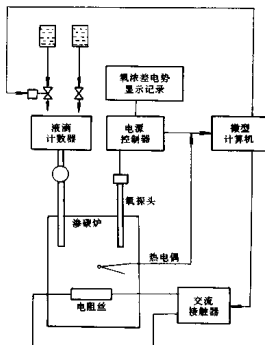 氧浓差电势
显示记录
液滴
计数器
电源
控制器
微型
计算机
氧探头
渗碳炉
热电偶
电阻丝
交流
接触器